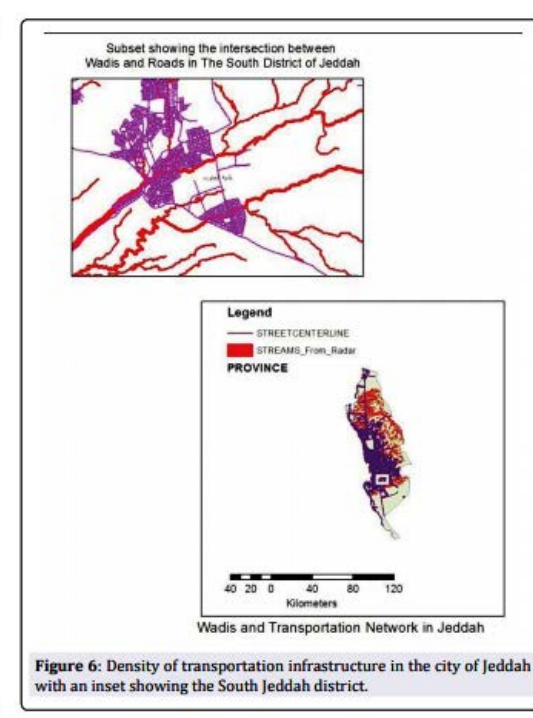 Subset showing the intersection between
Wadis and Roads in The South District of Jeddah
Legend
STREETCENTERLINE
STREAMS_From_Radar
PROVINCE
40 20 0 40 80 120
Kilometers
Wadis and Transportation Network in Jeddah
Figure 6: Density of transportation infrastructure in the city of Jeddah
with an inset showing the South Jeddah district.